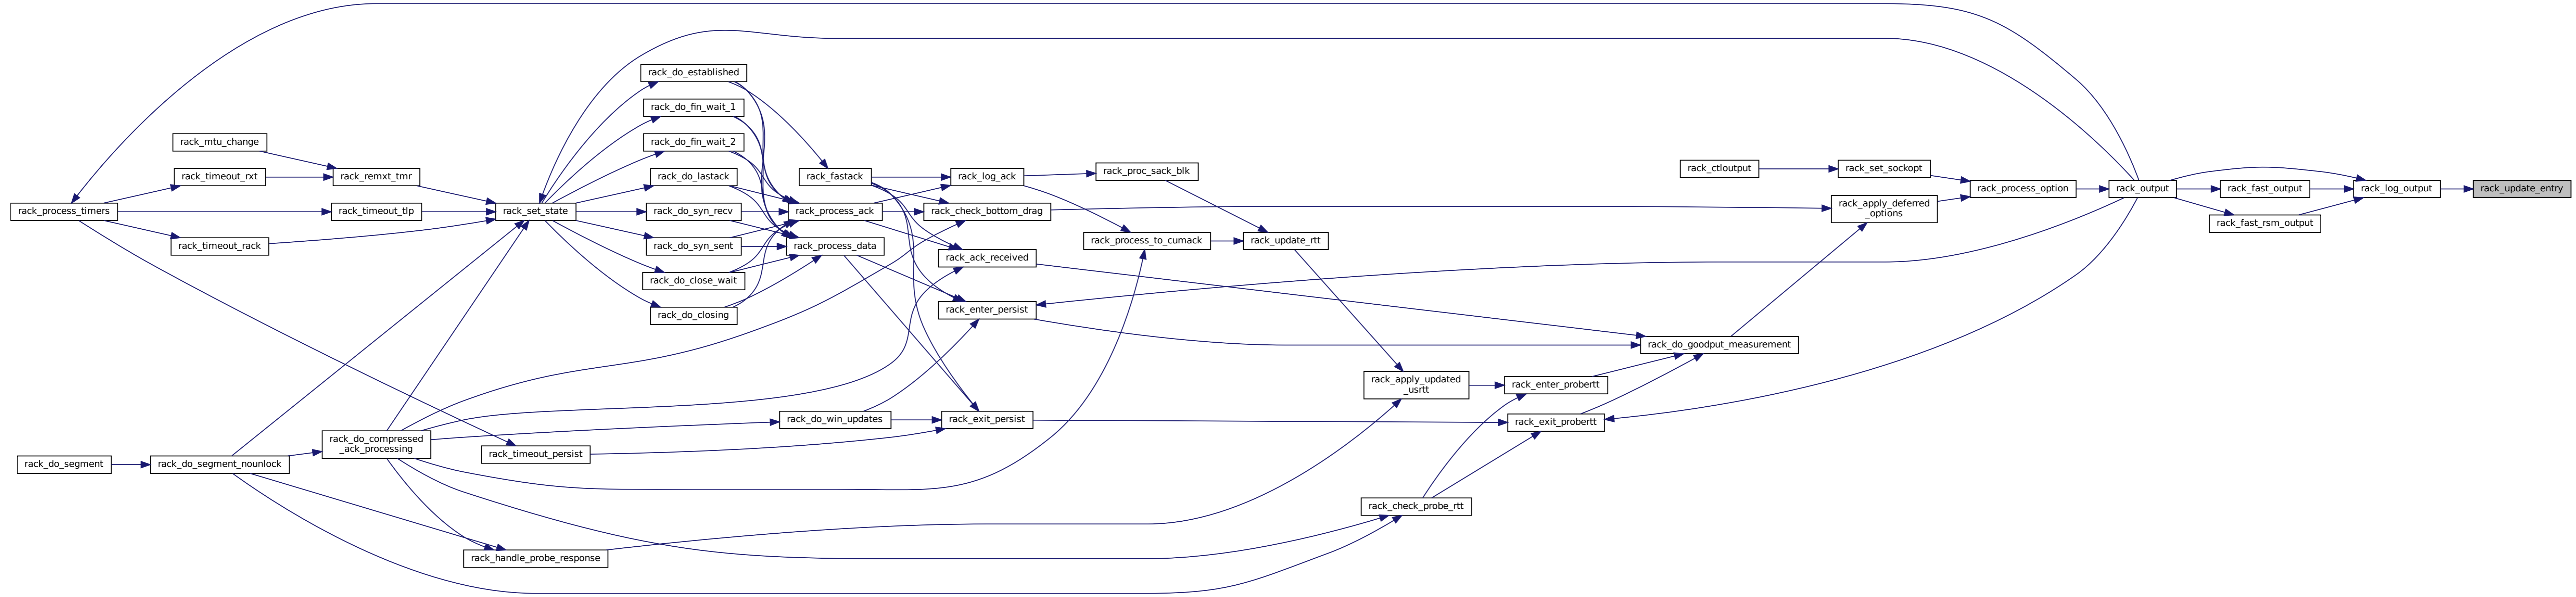 rack_do_established
rack_do_fin_wait_1
rack_mtu_change
rack_do_fin_wait_2
rack_timeout_rxt
rack_remxt_tmr
rack_do_lastack
rack_fastack
rack_log_ack
rack_proc_sack_blk
rack_ctloutput
rack_set_sockopt
rack_process_option
rack_output
rack_fast_output
rack_log_output
rack_update_entry
rack_process_timers
rack_timeout_tlp
rack_set_state
rack_do_syn_recv
rack_process_ack
rack_check_bottom_drag
rack_apply_deferred
_options
rack_fast_rsm_output
rack_timeout_rack
rack_do_syn_sent
rack_process_data
rack_process_to_cumack
rack_update_rtt
rack_ack_received
rack_do_close_wait
rack_do_closing
rack_enter_persist
rack_do_goodput_measurement
rack_apply_updated
_usrtt
rack_enter_probertt
rack_do_win_updates
rack_exit_persist
rack_exit_probertt
rack_do_compressed
_ack_processing
rack_timeout_persist
rack_do_segment
rack_do_segment_nounlock
rack_check_probe_rtt
rack_handle_probe_response